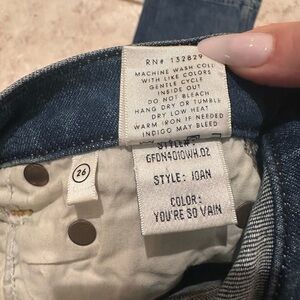 RN# 132829
MACHINE WASH COLD
WITH LIKE COLORS
GENTLE CYCLE
INSIDE OUT
DO NOT BLEACH
HANG DRY OR TUMBLE
DRY LOW HEAT
WARM IRON IF NEEDED
INDIGO MAY BLEED
STYLE#:
GFDN4010WH.02
STYLE: JOAN
COLOR:
YOU'RE SO VAIN
26